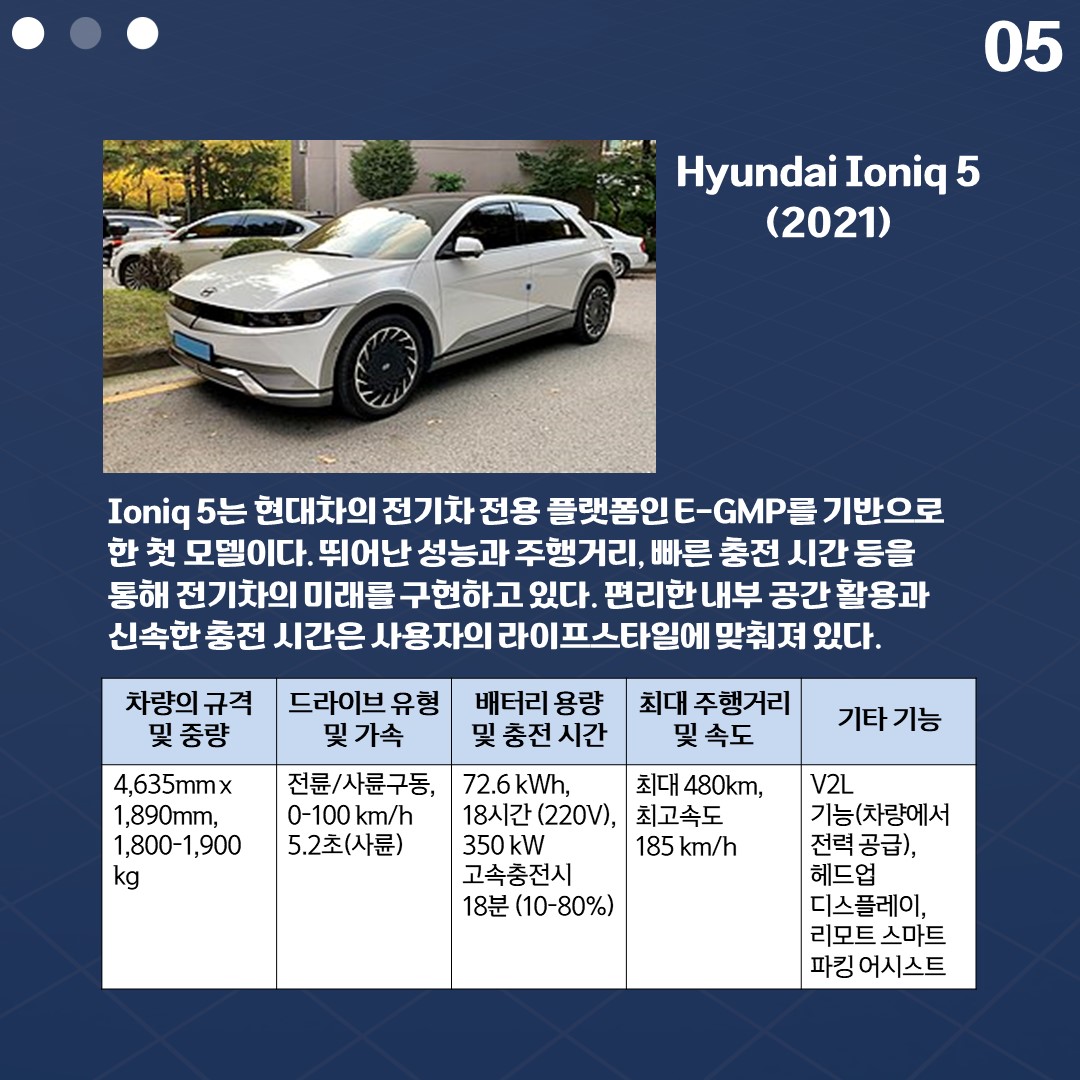 05
Hyundai Ioniq 5
(2021)
Ioniq 5는 현대차의 전기차 전용 플랫폼인 E-GMP를 기반으로
한 첫 모델이다. 뛰어난 성능과 주행거리, 빠른 충전 시간 등을
통해 전기차의 미래를 구현하고 있다. 편리한 내부 공간 활용과
신속한 충전 시간은 사용자의 라이프스타일에 맞춰져 있다.
차량의 규격
및 중량
드라이브 유형
및 가속
배터리 용량
및 충전 시간
최대 주행거리
및 속도
기타 기능
4,635mm x
1,890mm,
1,800-1,900
kg
전륜/사륜구동,
0-100 km/h
5.2초(사륜)
72.6 kWh,
18시간 (220V),
350 kW
고속충전시
18분 (10-80%)
최대 480km,
최고속도
185 km/h
V2L
기능(차량에서
전력 공급),
헤드업
디스플레이,
리모트 스마트
파킹 어시스트